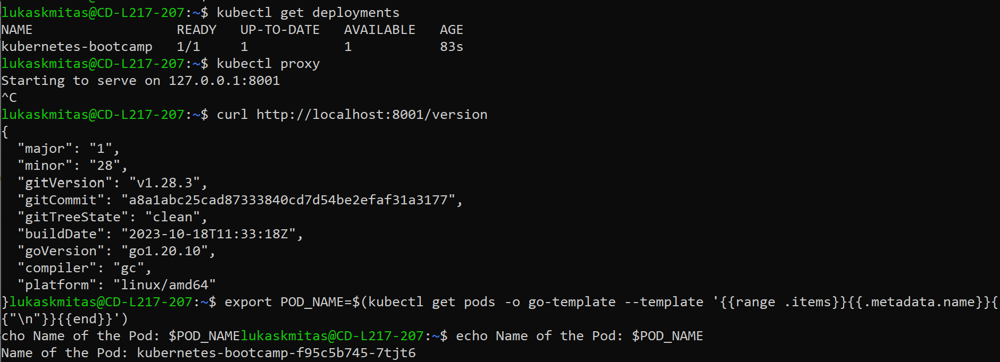 lukaskmitas@CD-L217-207:~$ kubectl get deployments
NAME                  READY   UP-TO-DATE   AVAILABLE   AGE
kubernetes-bootcamp   1/1     1            1           83s
lukaskmitas@CD-L217-207:~$ kubectl proxy
Starting to serve on 127.0.0.1:8001
^C
lukaskmitas@CD-L217-207:~$ curl http://localhost:8001/version
{
  "major": "1",
  "minor": "28",
  "gitVersion": "v1.28.3",
  "gitCommit": "a8a1abc25cad87333840cd7d54be2efaf31a3177",
  "gitTreeState": "clean",
  "buildDate": "2023-10-18T11:33:18Z",
  "goVersion": "go1.20.10",
  "compiler": "gc",
  "platform": "linux/amd64"
}lukaskmitas@CD-L217-207:~$ export POD_NAME=$(kubectl get pods -o go-template --template '{{range .items}}{{.metadata.name}}{
{"\n"}}{{end}}')
cho Name of the Pod: $POD_NAMElukaskmitas@CD-L217-207:~$ echo Name of the Pod: $POD_NAME
Name of the Pod: kubernetes-bootcamp-f95c5b745-7tjt6